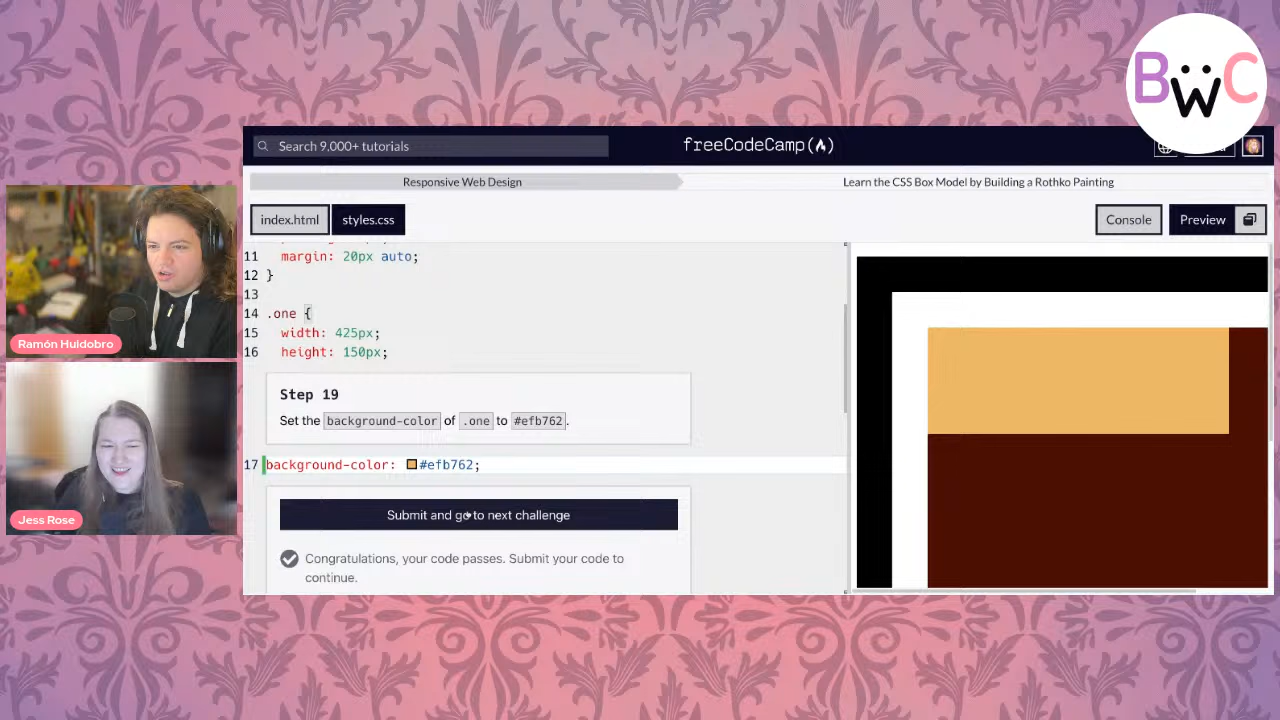 BWC
Search 9,000+ tutorials
freeCodeCamp(🔥)
Responsive Web Design
Learn the CSS Box Model by Building a Rothko Painting
index.html
styles.css
Console
Preview
11 margin: 20px auto;
12 }
13
14 .one {
15 width: 425px;
16 height: 150px;
Step 19
Set the background-color of .one to #efb762.
17 background-color: #efb762;
Submit and go to next challenge
Congratulations, your code passes. Submit your code to
continue.
Ramón Huidobro
Jess Rose